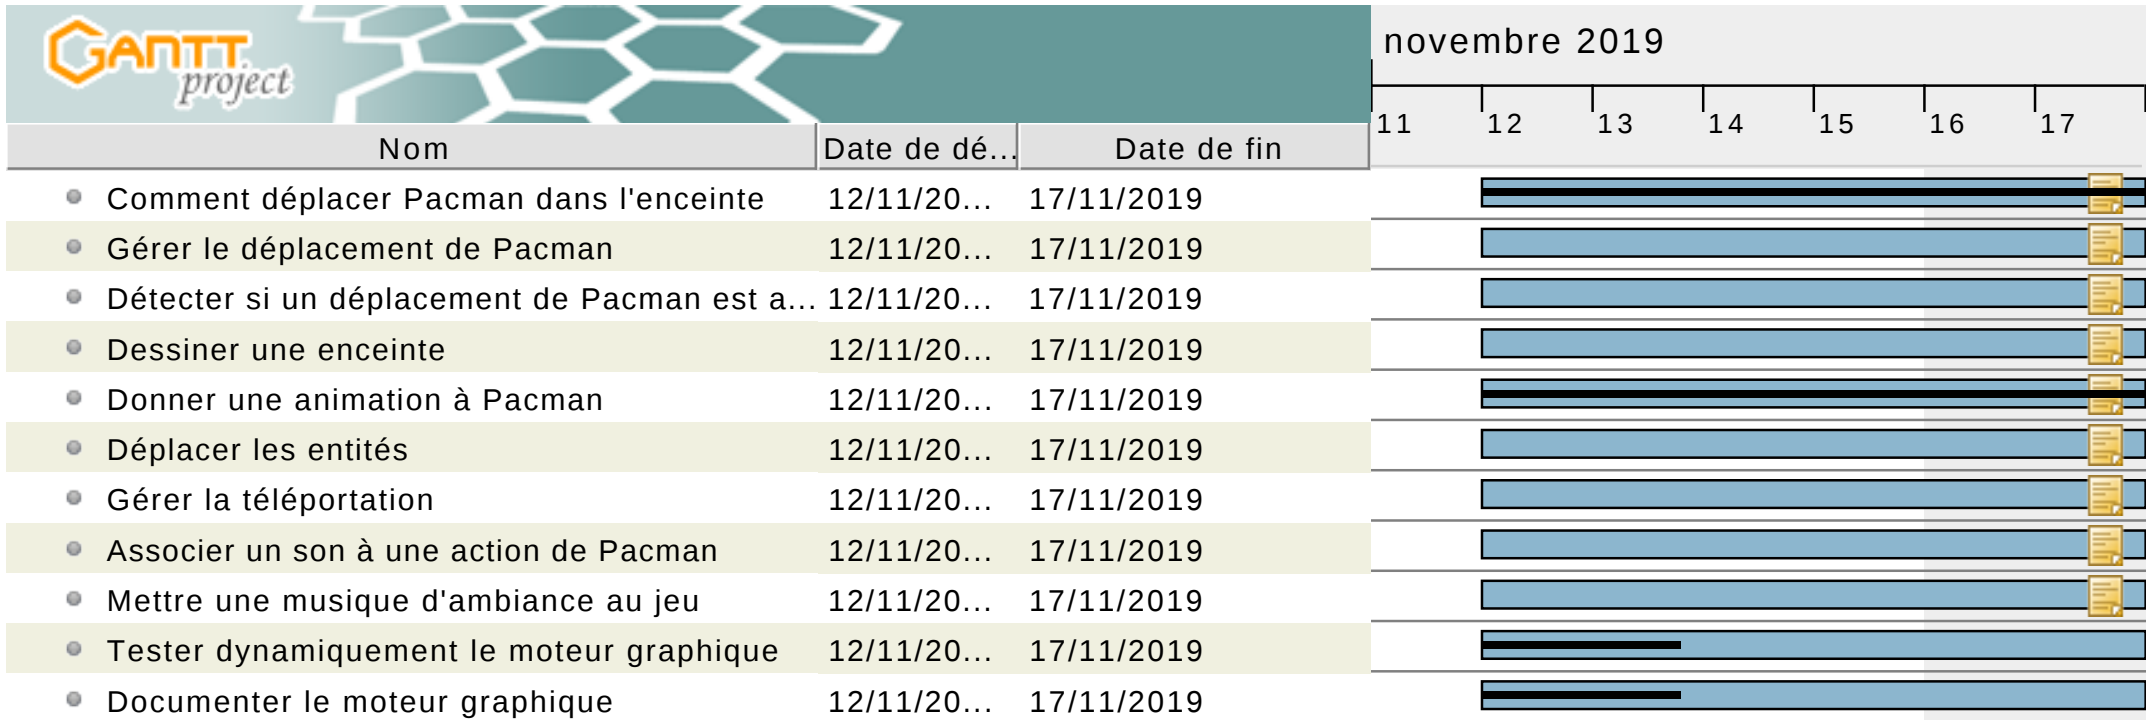 GANTT
project
novembre 2019
11 12 13 14 15 16 17
Nom Date de dé... Date de fin
Comment déplacer Pacman dans l'enceinte 12/11/20... 17/11/2019
Gérer le déplacement de Pacman 12/11/20... 17/11/2019
Détecter si un déplacement de Pacman est a... 12/11/20... 17/11/2019
Dessiner une enceinte 12/11/20... 17/11/2019
Donner une animation à Pacman 12/11/20... 17/11/2019
Déplacer les entités 12/11/20... 17/11/2019
Gérer la téléportation 12/11/20... 17/11/2019
Associer un son à une action de Pacman 12/11/20... 17/11/2019
Mettre une musique d'ambiance au jeu 12/11/20... 17/11/2019
Tester dynamiquement le moteur graphique 12/11/20... 17/11/2019
Documenter le moteur graphique 12/11/20... 17/11/2019